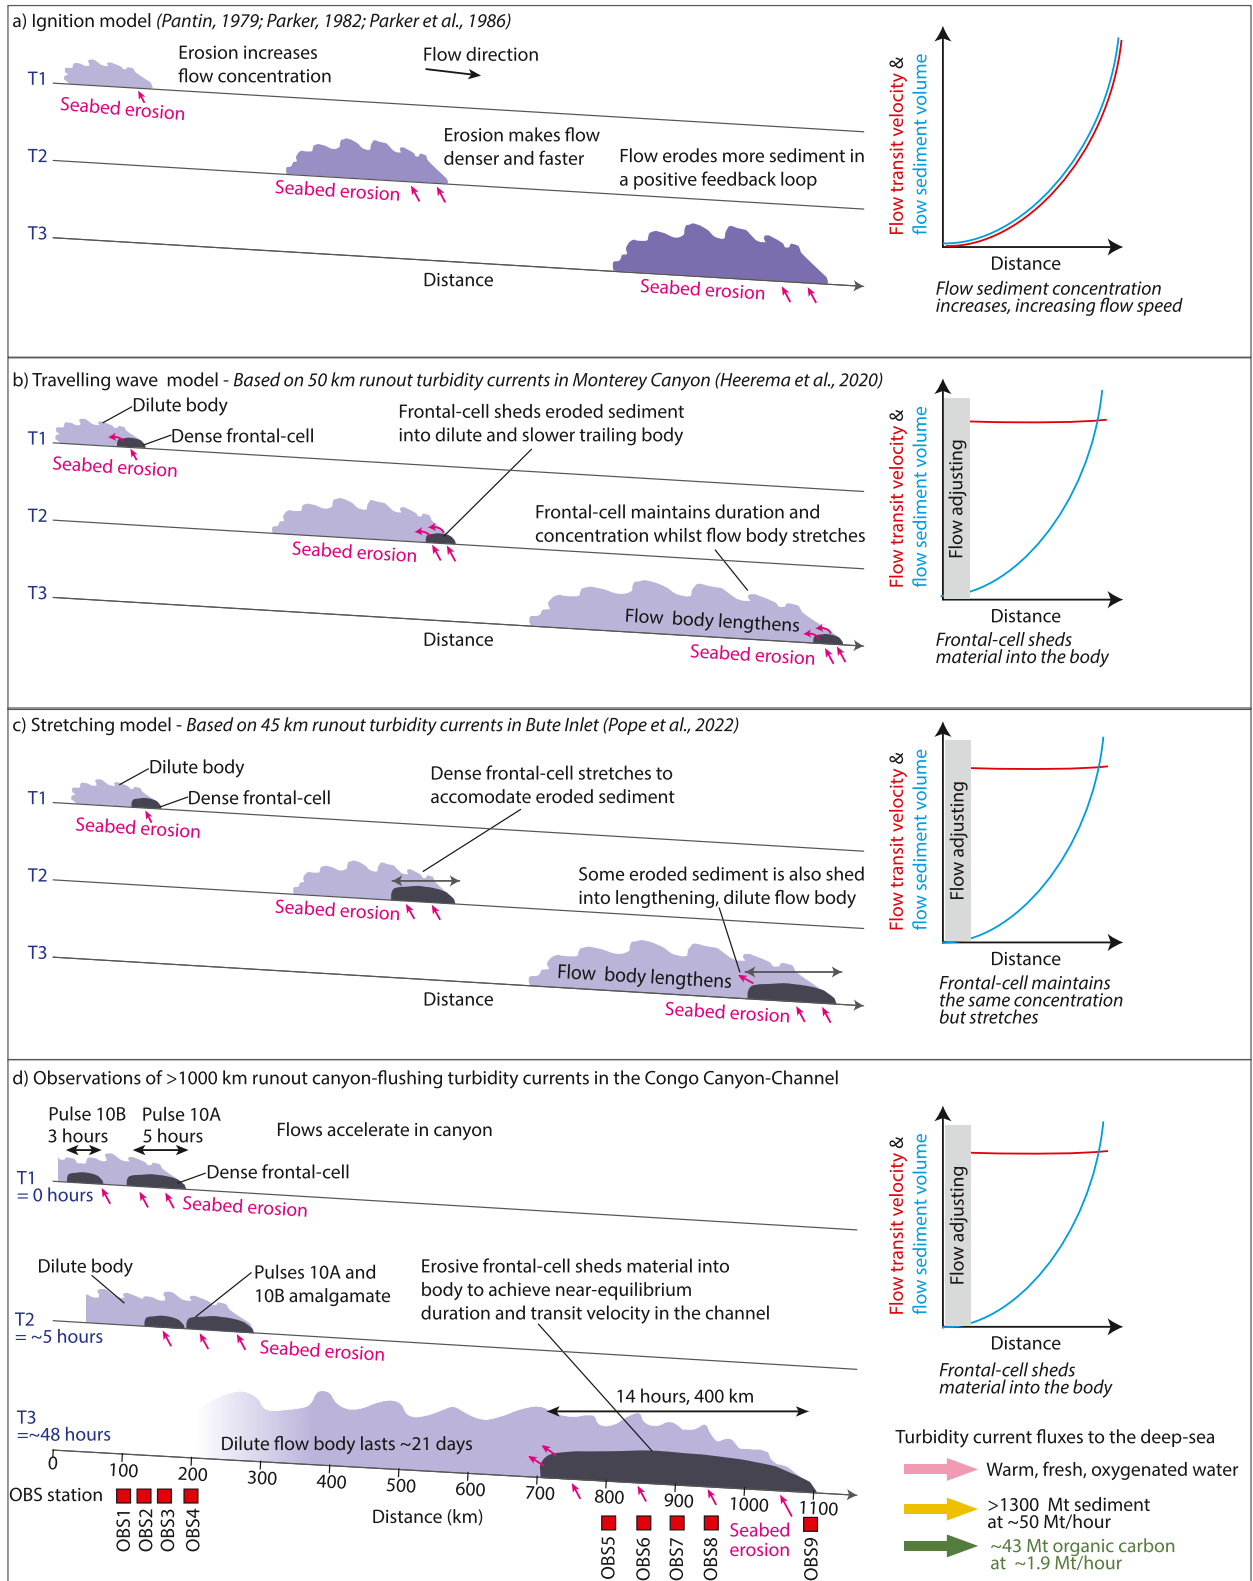 a) Ignition model (Pantin, 1979; Parker, 1982; Parker et al., 1986)
Erosion increases
flow concentration
Flow direction
T1
Seabed erosion
Erosion makes flow
denser and faster
Flow erodes more sediment in
a positive feedback loop
T2
Seabed erosion
T3
Seabed erosion
Distance
Flow transit velocity &
flow sediment volume
Distance
Flow sediment concentration
increases, increasing flow speed
b) Travelling wave model - Based on 50 km runout turbidity currents in Monterey Canyon (Heerema et al., 2020)
Dilute body
Dense frontal-cell
T1
Seabed erosion
Frontal-cell sheds eroded sediment
into dilute and slower trailing body
T2
Seabed erosion
Frontal-cell maintains duration and
concentration whilst flow body stretches
T3
Flow body lengthens
Seabed erosion
Distance
Flow transit velocity &
flow sediment volume
Flow adjusting
Distance
Frontal-cell sheds
material into the body
c) Stretching model - Based on 45 km runout turbidity currents in Bute Inlet (Pope et al., 2022)
Dilute body
Dense frontal-cell
T1
Seabed erosion
Dense frontal-cell stretches to
accomodate eroded sediment
T2
Seabed erosion
Some eroded sediment is also shed
into lengthening, dilute flow body
T3
Flow body lengthens
Seabed erosion
Distance
Flow transit velocity &
flow sediment volume
Flow adjusting
Distance
Frontal-cell maintains
the same concentration
but stretches
d) Observations of >1000 km runout canyon-flushing turbidity currents in the Congo Canyon-Channel
Pulse 10B
3 hours
Pulse 10A
5 hours
Flows accelerate in canyon
Dense frontal-cell
T1
= 0 hours
Seabed erosion
Dilute body
Pulses 10A and
10B amalgamate
Erosive frontal-cell sheds material into
body to achieve near-equilibrium
duration and transit velocity in the channel
T2
= ~5 hours
Seabed erosion
14 hours, 400 km
T3
=~48 hours
Dilute flow body lasts ~21 days
0
100
200
300
400
500
600
700
800
900
1000
1100
Distance (km)
Seabed
erosion
OBS station
OBS1
OBS2
OBS3
OBS4
OBS5
OBS6
OBS7
OBS8
OBS9
Flow transit velocity &
flow sediment volume
Flow adjusting
Distance
Frontal-cell sheds
material into the body
Turbidity current fluxes to the deep-sea
Warm, fresh, oxygenated water
>1300 Mt sediment
at ~50 Mt/hour
~43 Mt organic carbon
at ~1.9 Mt/hour